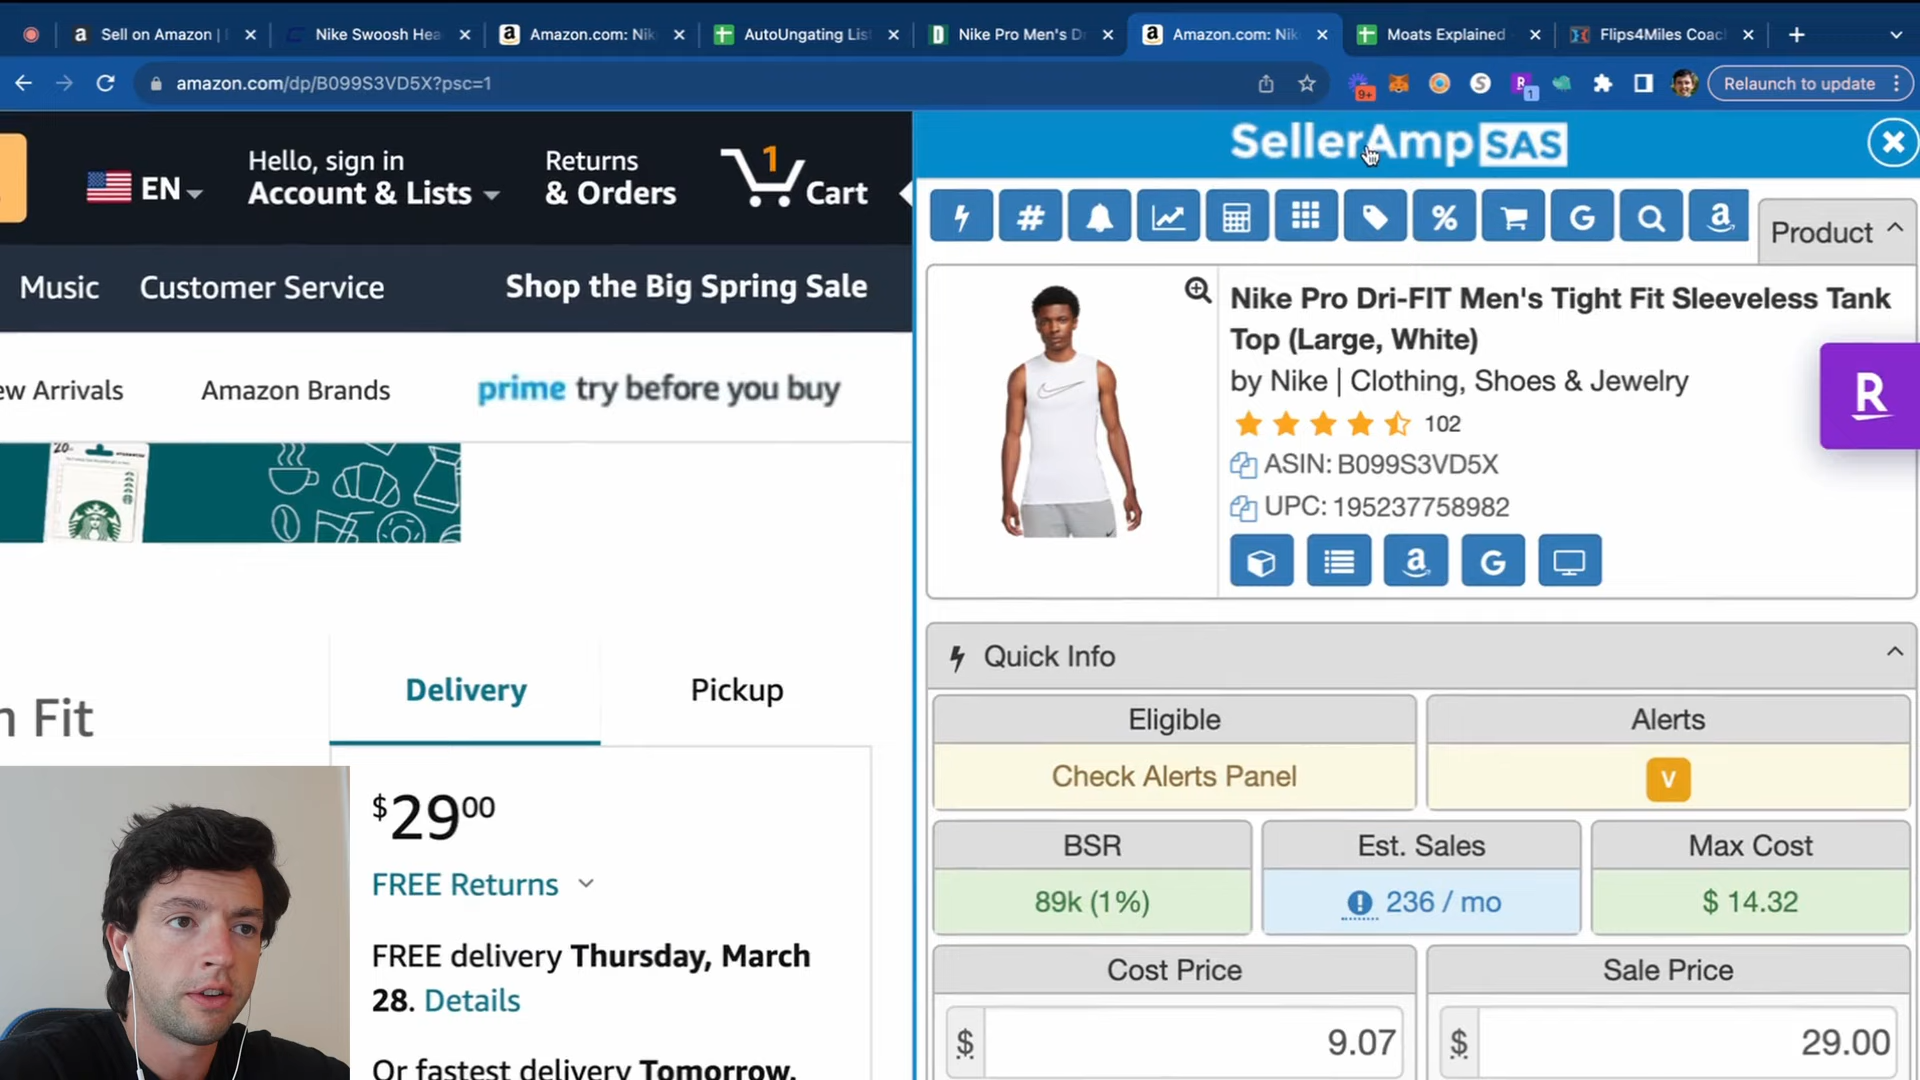 Sell on Amazon |
Nike Swoosh Hea
Amazon.com: Nik
AutoUngating Lis
Nike Pro Men's D
Amazon.com: Nik
Moats Explained
Flips4Miles Coac
amazon.com/dp/B099S3VD5X?psc=1
9+
1
Relaunch to update
EN
Hello, sign in
Account & Lists
Returns
& Orders
1
Cart
Music
Customer Service
Shop the Big Spring Sale
ew Arrivals
Amazon Brands
prime try before you buy
20
n Fit
Delivery
Pickup
$29 00
FREE Returns
FREE delivery Thursday, March
28. Details
Or fastest delivery Tomorrow,
SellerAmp SAS
Product
Nike Pro Dri-FIT Men's Tight Fit Sleeveless Tank
Top (Large, White)
by Nike | Clothing, Shoes & Jewelry
102
ASIN: B099S3VD5X
UPC: 195237758982
R
Quick Info
Eligible
Alerts
Check Alerts Panel
V
BSR
Est. Sales
Max Cost
89k (1%)
236 / mo
$ 14.32
Cost Price
Sale Price
$ 9.07
$ 29.00